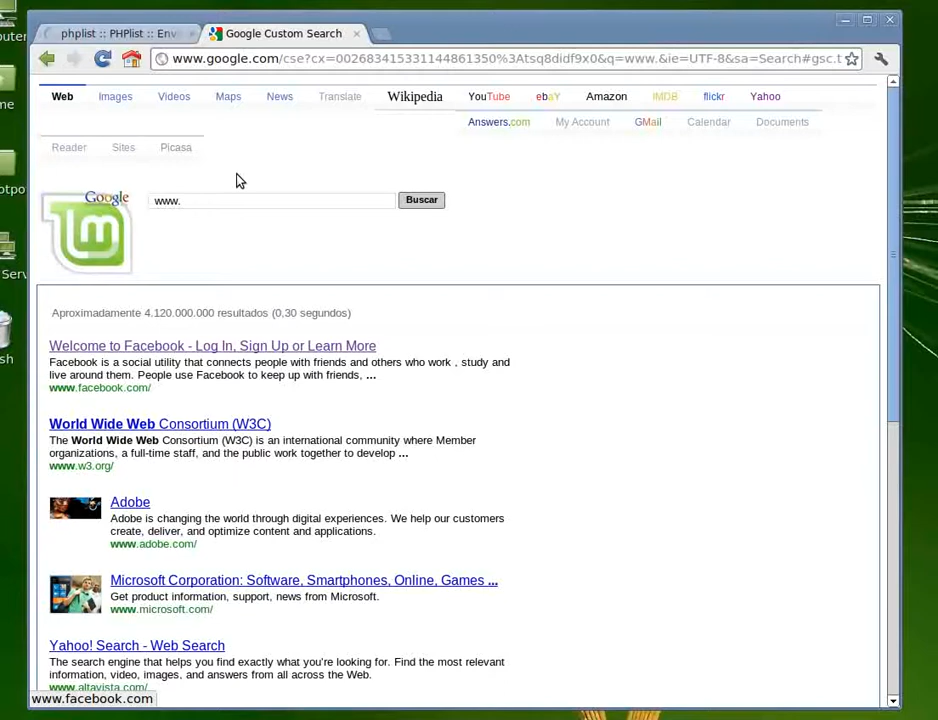 phplist :: PHPlist :: Env
Google Custom Search
www.google.com/cse?cx=002683415331144861350%3Atsq8didf9x0&q=www.&ie=UTF-8&sa=Search#gsc.t
Web Images Videos Maps News Translate Wikipedia YouTube ebaY Amazon IMDB flickr Yahoo
Answers.com My Account GMail Calendar Documents
Reader Sites Picasa
Google
www.
Buscar
Aproximadamente 4.120.000.000 resultados (0,30 segundos)
Welcome to Facebook - Log In, Sign Up or Learn More
Facebook is a social utility that connects people with friends and others who work , study and
live around them. People use Facebook to keep up with friends, ...
www.facebook.com/
World Wide Web Consortium (W3C)
The World Wide Web Consortium (W3C) is an international community where Member
organizations, a full-time staff, and the public work together to develop ...
www.w3.org/
Adobe
Adobe is changing the world through digital experiences. We help our customers
create, deliver, and optimize content and applications.
www.adobe.com/
Microsoft Corporation: Software, Smartphones, Online, Games ...
Get product information, support, news from Microsoft.
www.microsoft.com/
Yahoo! Search - Web Search
The search engine that helps you find exactly what you're looking for. Find the most relevant
information, video, images, and answers from all across the Web.
www.altavista.com/
www.facebook.com